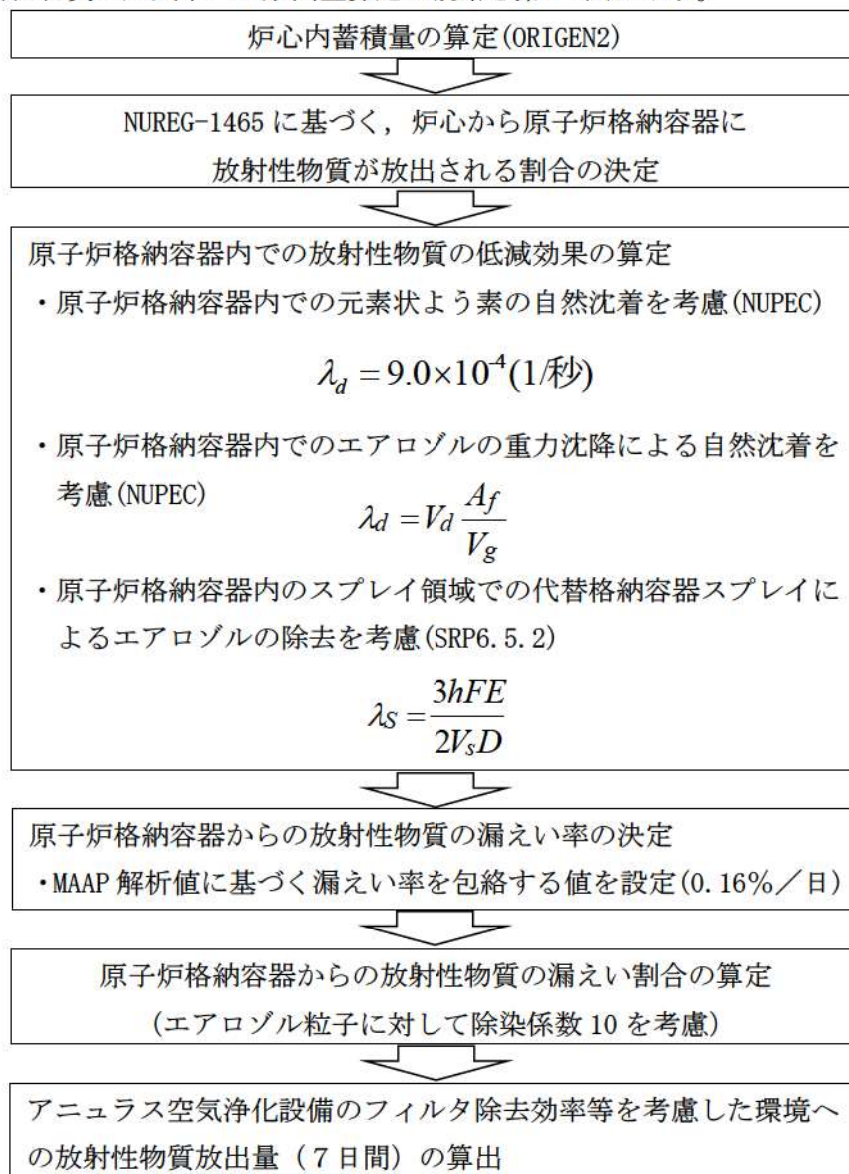 炉心内蓄積量の算定(ORIGEN2)
NUREG-1465 に基づく，炉心から原子炉格納容器に
放射性物質が放出される割合の決定
原子炉格納容器内での放射性物質の低減効果の算定
・原子炉格納容器内での元素状よう素の自然沈着を考慮(NUPEC)
λd = 9.0×10-4(1/秒)
・原子炉格納容器内でのエアロゾルの重力沈降による自然沈着を
考慮(NUPEC)
λd = Vd Af/Vg
・原子炉格納容器内のスプレイ領域での代替格納容器スプレイに
よるエアロゾルの除去を考慮(SRP6.5.2)
λS = 3hFE/2VsD
原子炉格納容器からの放射性物質の漏えい率の決定
・MAAP 解析値に基づく漏えい率を包絡する値を設定(0.16%／日)
原子炉格納容器からの放射性物質の漏えい割合の算定
(エアロゾル粒子に対して除染係数 10 を考慮)
アニュラス空気浄化設備のフィルタ除去効率等を考慮した環境へ
の放射性物質放出量（７日間）の算出